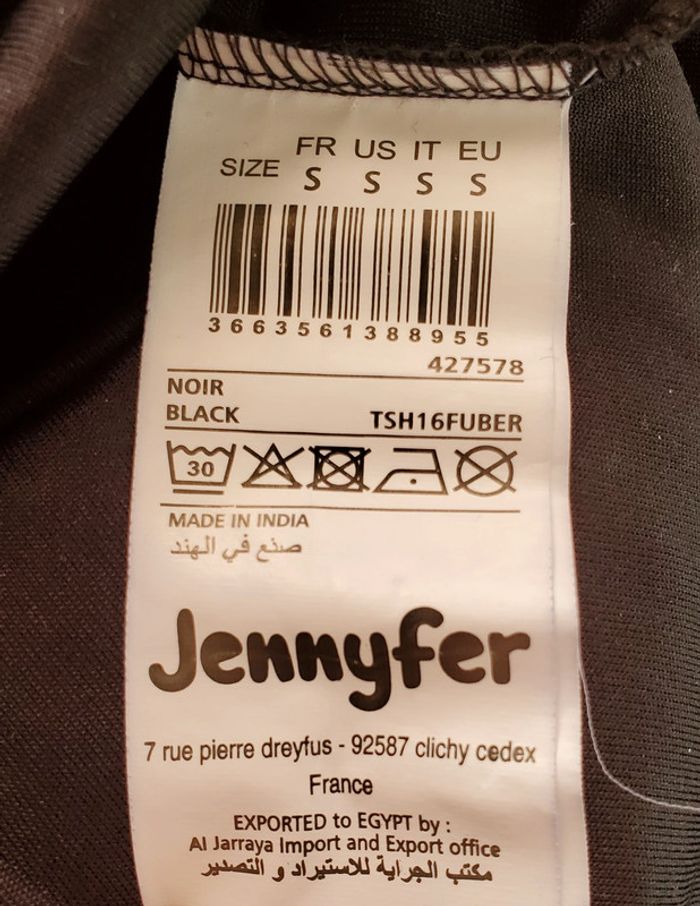 FR US IT EU
SIZE S S S S
3663561388955
427578
NOIR
BLACK TSH16FUBER
30
MADE IN INDIA
صنع في الهند
Jennyfer
7 rue pierre dreyfus - 92587 clichy cedex
France
EXPORTED to EGYPT by :
Al Jarraya Import and Export office
مكتب الجراية للاستيراد و التصدير